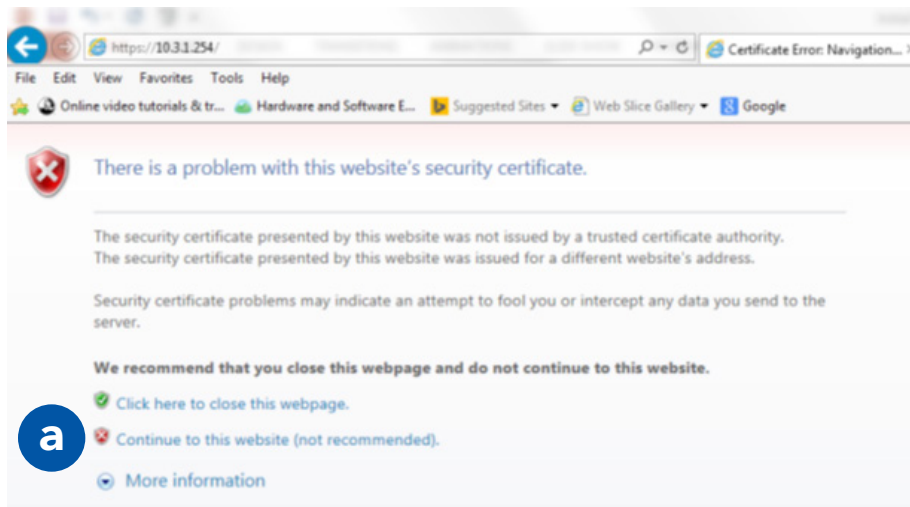 https://10.3.1.254/
Certificate Error: Navigation...
File Edit View Favorites Tools Help
Online video tutorials & tr... Hardware and Software E... Suggested Sites Web Slice Gallery Google
There is a problem with this website's security certificate.
The security certificate presented by this website was not issued by a trusted certificate authority.
The security certificate presented by this website was issued for a different website's address.
Security certificate problems may indicate an attempt to fool you or intercept any data you send to the
server.
We recommend that you close this webpage and do not continue to this website.
Click here to close this webpage.
a
Continue to this website (not recommended).
More information